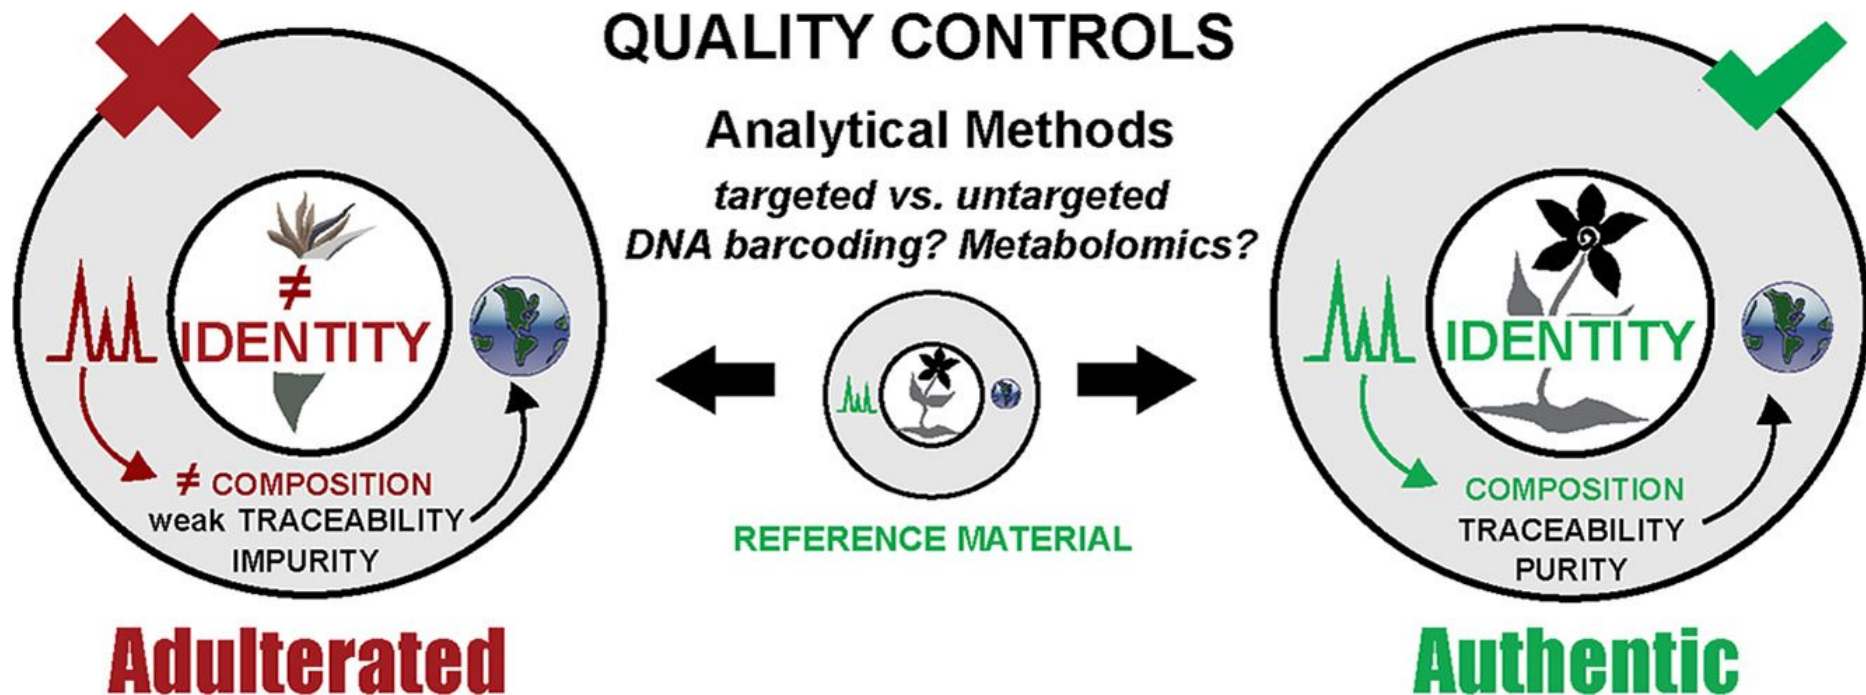 QUALITY CONTROLS
Analytical Methods
targeted vs. untargeted
DNA barcoding? Metabolomics?
≠
IDENTITY
≠ COMPOSITION
weak TRACEABILITY
IMPURITY
Adulterated
REFERENCE MATERIAL
IDENTITY
COMPOSITION
TRACEABILITY
PURITY
Authentic